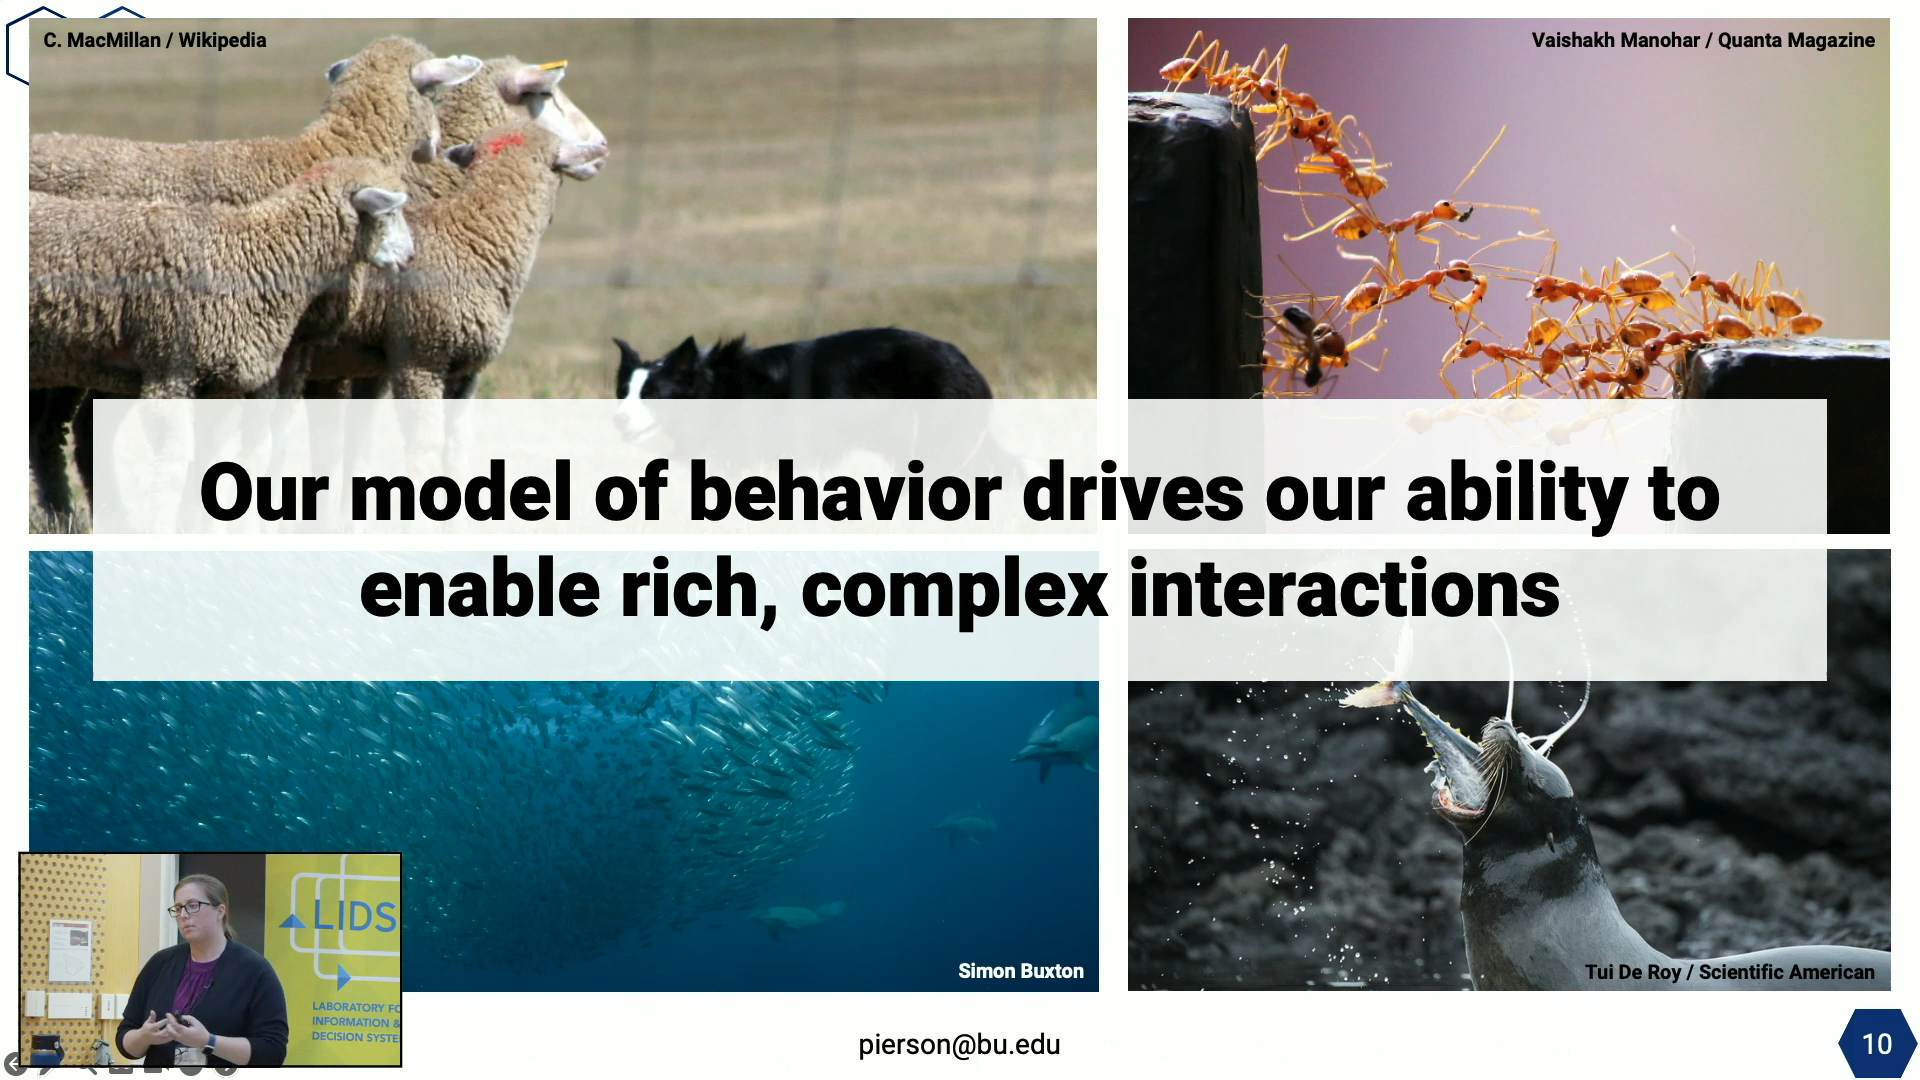 C. MacMillan / Wikipedia
Vaishakh Manohar / Quanta Magazine
Our model of behavior drives our ability to
enable rich, complex interactions
Simon Buxton
Tui De Roy / Scientific American
LIDS
LABORATORY FO
INFORMATION &
DECISION SYSTE
pierson@bu.edu
10